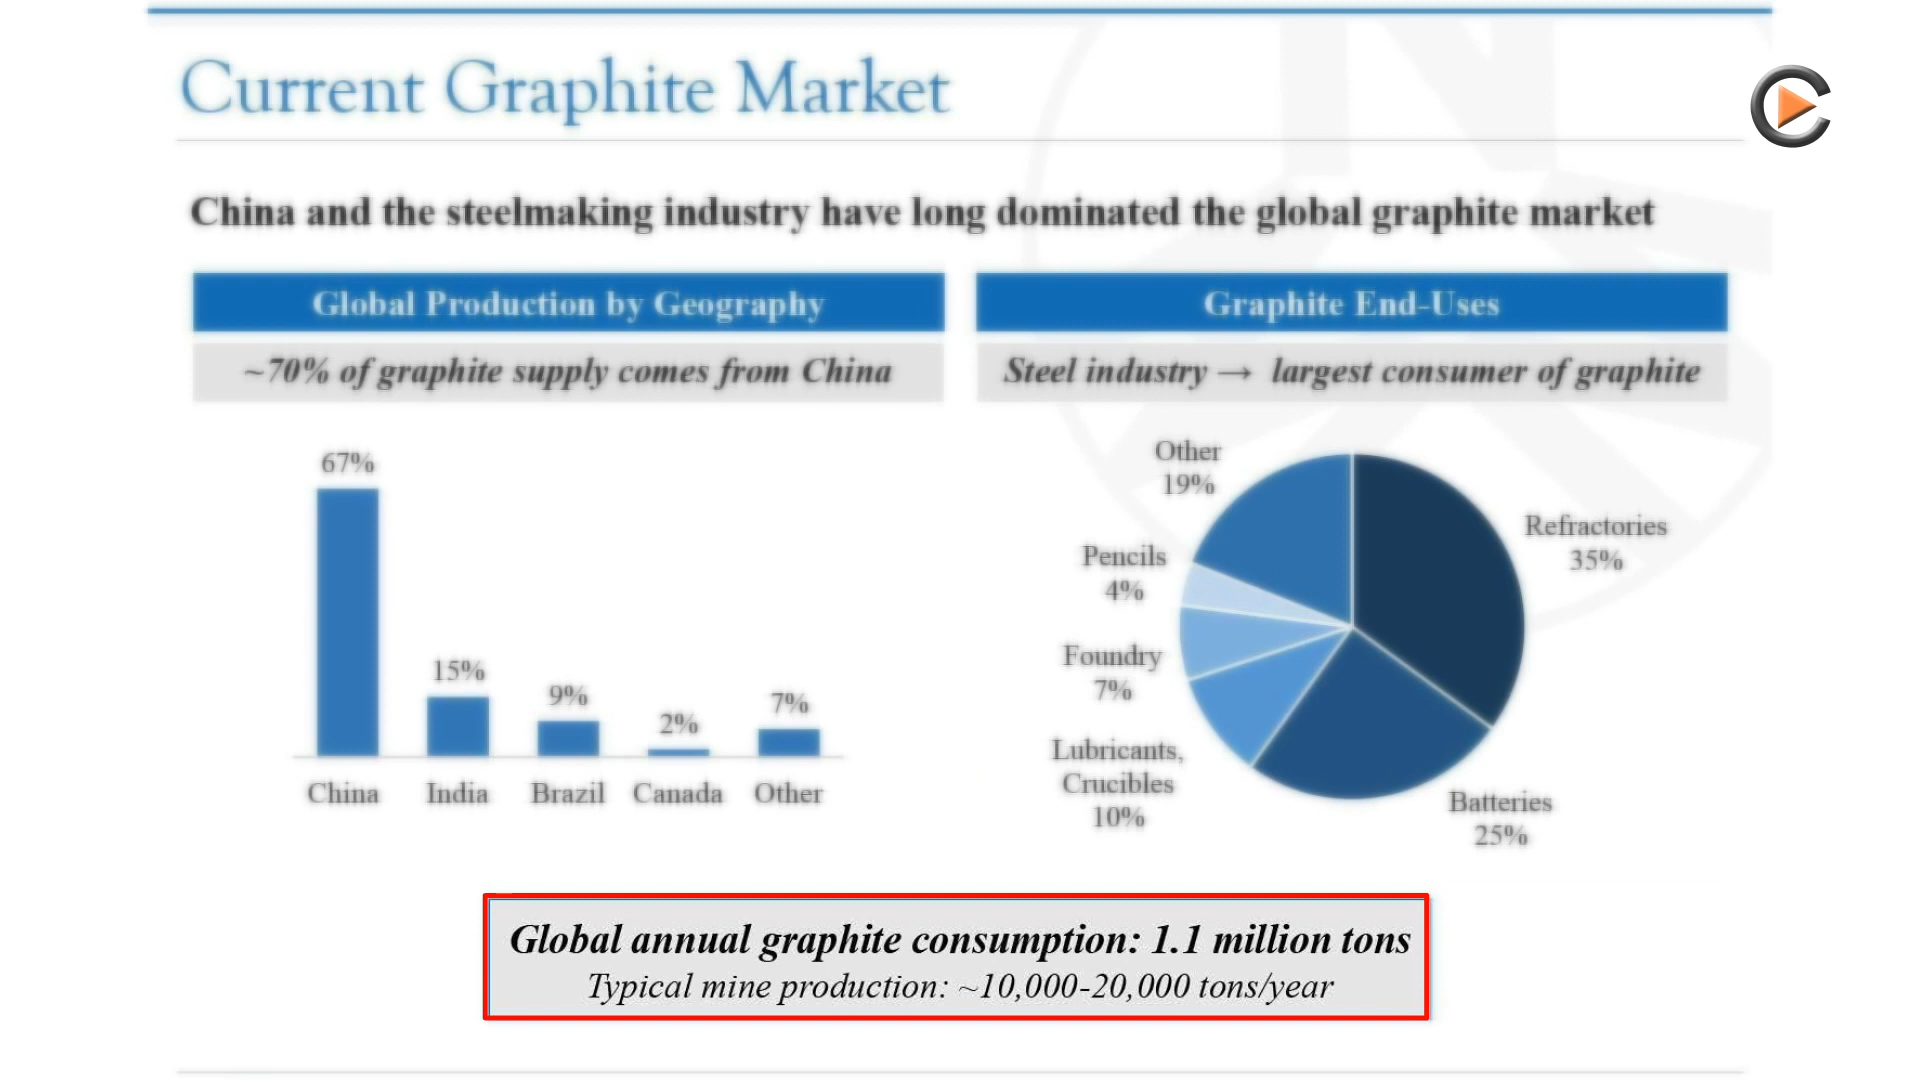 Current Graphite Market
China and the steelmaking industry have long dominated the global graphite market
Global Production by Geography
~70% of graphite supply comes from China
67%
15%
9%
2%
7%
China India Brazil Canada Other
Graphite End-Uses
Steel industry → largest consumer of graphite
Other
19%
Refractories
35%
Pencils
4%
Foundry
7%
Lubricants,
Crucibles
10%
Batteries
25%
Global annual graphite consumption: 1.1 million tons
Typical mine production: ~10,000-20,000 tons/year